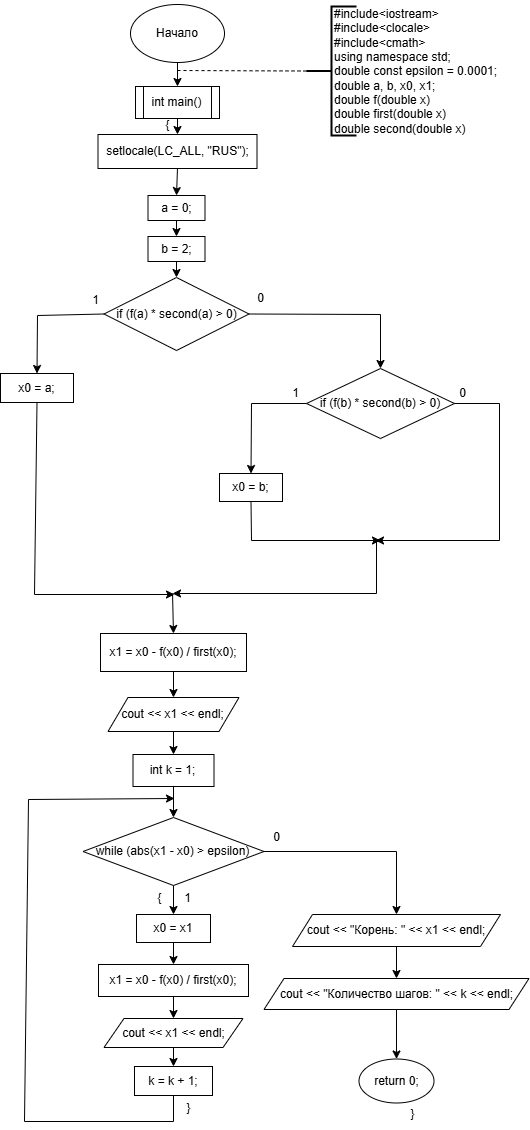 Начало
#include<iostream>
#include<clocale>
#include<cmath>
using namespace std;
double const epsilon = 0.0001;
double a, b, x0, x1;
double f(double x)
double first(double x)
double second(double x)
int main()
{
setlocale(LC_ALL, "RUS");
a = 0;
b = 2;
1
0
if (f(a) * second(a) > 0)
x0 = a;
1
0
if (f(b) * second(b) > 0)
x0 = b;
x1 = x0 - f(x0) / first(x0);
cout << x1 << endl;
int k = 1;
0
while (abs(x1 - x0) > epsilon)
{ 1
x0 = x1
x1 = x0 - f(x0) / first(x0);
cout << x1 << endl;
k = k + 1;
}
cout << "Корень: " << x1 << endl;
cout << "Количество шагов: " << k << endl;
return 0;
}